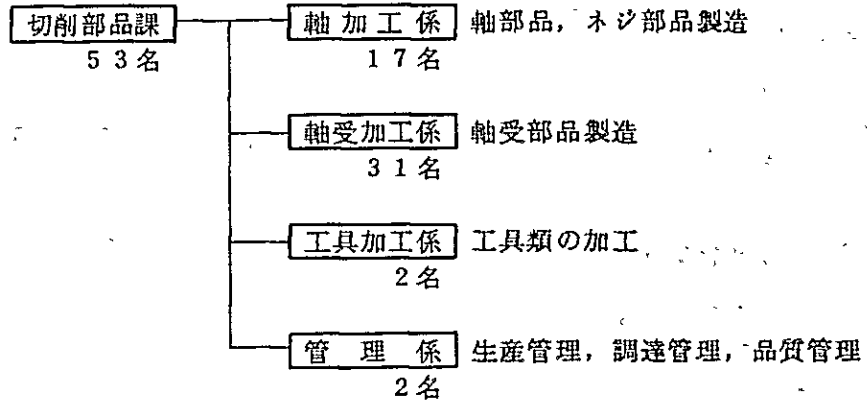 切削部品課 軸加工係 軸部品,ネジ部品製造
53名 17名
軸受加工係 軸受部品製造
31名
工具加工係 工具類の加工
2名
管理係 生産管理,調達管理,品質管理
2名